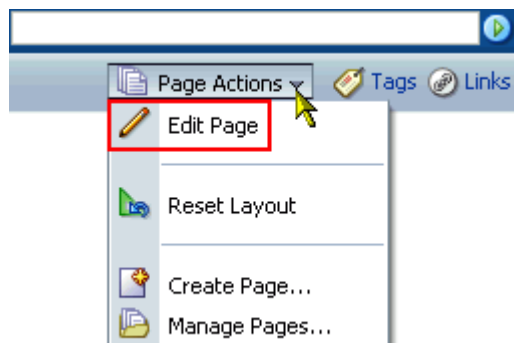 Page Actions Tags Links
Edit Page
Reset Layout
Create Page...
Manage Pages...